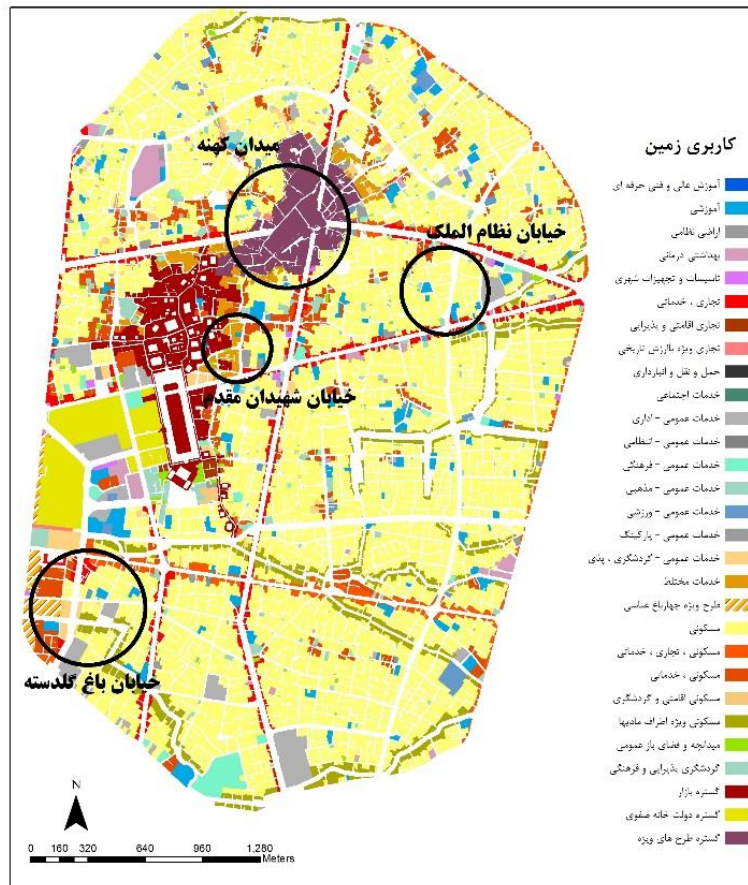 میدان کهنه
خیابان نظام الملک
خیابان شهیدان مقدم
خیابان باغ گلدسته
کاربری زمین
آموزش عالی و فنی حرفه ای
آموزشی
اراضی نظامی
بهداشتی درمانی
تاسیسات و تجهیزات شهری
تجاری ، خدماتی
تجاری اقامتی و پذیرایی
تجاری ویژه باارزش تاریخی
حمل و نقل و انبارداری
خدمات اجتماعی
خدمات عمومی - اداری
خدمات عمومی - انتظامی
خدمات عمومی - فرهنگی
خدمات عمومی - مذهبی
خدمات عمومی - ورزشی
خدمات عمومی - پارکینگ
خدمات عمومی - گردشگری ، پذی
خدمات مختلط
طرح ویژه چهارباغ عباسی
مسکونی
مسکونی ، تجاری ، خدماتی
مسکونی ، خدماتی
مسکونی اقامتی و گردشگری
مسکونی ویژه اطراف مادیها
میدانچه و فضای باز عمومی
گردشگری پذیرایی و فرهنگی
گستره بازار
گستره دولت خانه صفوی
گستره طرح های ویژه
N
0 160 320 640 960 1,280
Meters